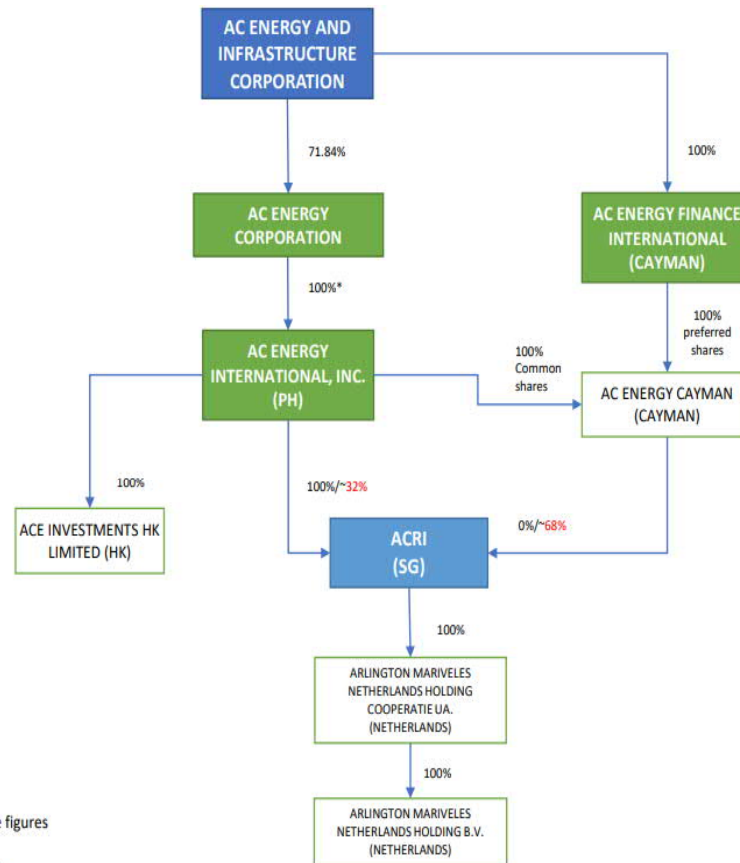 AC ENERGY AND
INFRASTRUCTURE
CORPORATION
71.84%
100%
AC ENERGY
CORPORATION
AC ENERGY FINANCE
INTERNATIONAL
(CAYMAN)
100%*
100%
preferred
shares
AC ENERGY
INTERNATIONAL, INC.
(PH)
100%
Common
shares
AC ENERGY CAYMAN
(CAYMAN)
100%
100%/~32%
0%/~68%
ACE INVESTMENTS HK
LIMITED (HK)
ACRI
(SG)
100%
ARLINGTON MARIVELES
NETHERLANDS HOLDING
COOPERATIE UA.
(NETHERLANDS)
100%
figures
ARLINGTON MARIVELES
NETHERLANDS HOLDING B.V.
(NETHERLANDS)